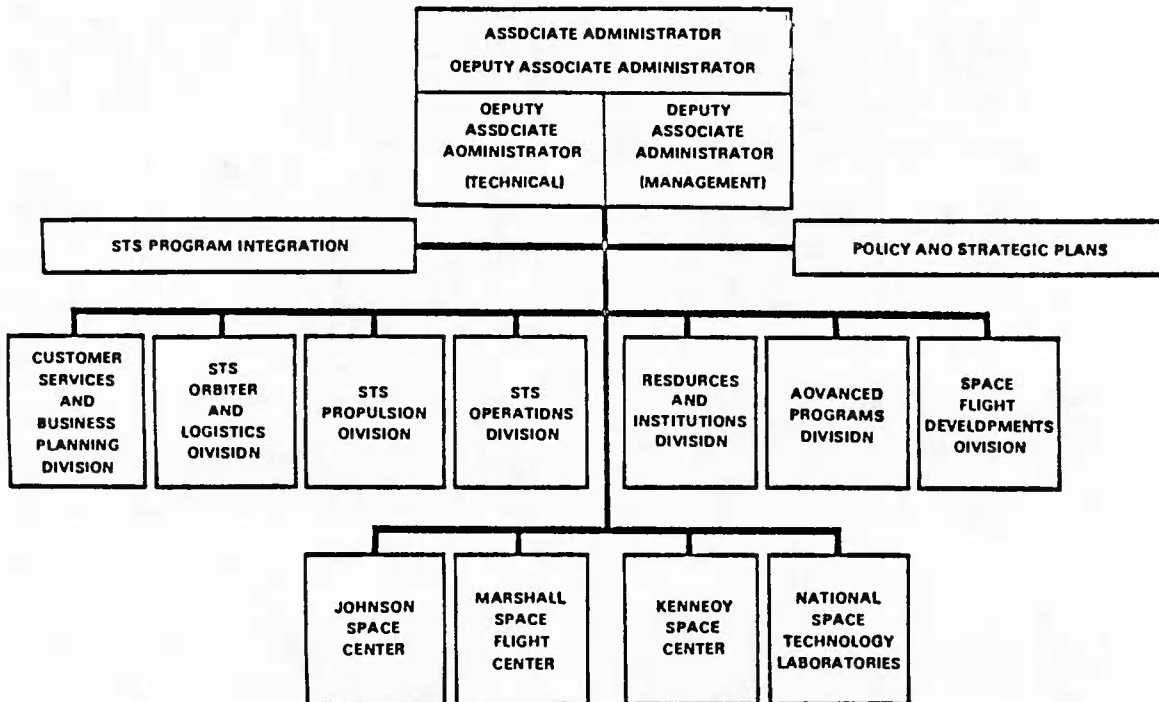 ASSDCIATE ADMINISTRATDR
OEPUTY ASSOCIATE ADMINISTRATOR
OEPUTY
ASSDCIATE
AOMINISTRATOR
(TECHNICAL)
DEPUTY
ASSOCIATE
ADMINISTRATOR
(MANAGEMENT)
STS PROGRAM INTEGRATION
POLICY AND STRATEGIC PLANS
CUSTOMER
SERVICES
AND
BUSINESS
PLANNING
DIVISION
STS
ORBITER
AND
LOGISTICS
OIVISIDN
STS
PROPULSION
OIVISION
STS
OPERATIDNS
DIVISION
RESDURCES
AND
INSTITUTIONS
DIVISIDN
AOVANCED
PROGRAMS
DIVISION
SPACE
FLIGHT
DEVELDPMENTS
OIVISION
JOHNSON
SPACE
CENTER
MARSHALL
SPACE
FLIGHT
CENTER
KENNEOY
SPACE
CENTER
NATIONAL
SPACE
TECHNOLOGY
LABORATORIES